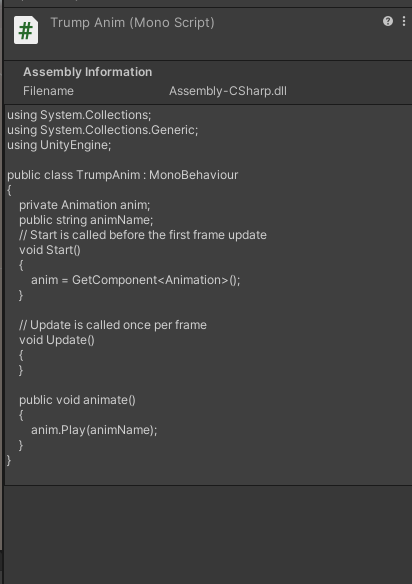 Trump Anim (Mono Script)
Assembly Information
Filename Assembly-CSharp.dll
using System.Collections;
using System.Collections.Generic;
using UnityEngine;
public class TrumpAnim : MonoBehaviour
{
private Animation anim;
public string animName;
// Start is called before the first frame update
void Start()
{
anim = GetComponent<Animation>();
}
// Update is called once per frame
void Update()
{
}
public void animate()
{
anim.Play(animName);
}
}